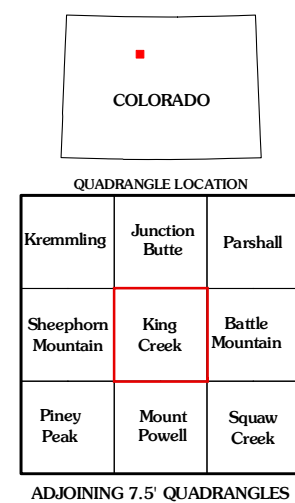 COLORADO
QUADRANGLE LOCATION
Kremmling
Junction
Butte
Parshall
Sheephorn
Mountain
King
Creek
Battle
Mountain
Piney
Peak
Mount
Powell
Squaw
Creek
ADJOINING 7.5' QUADRANGLES